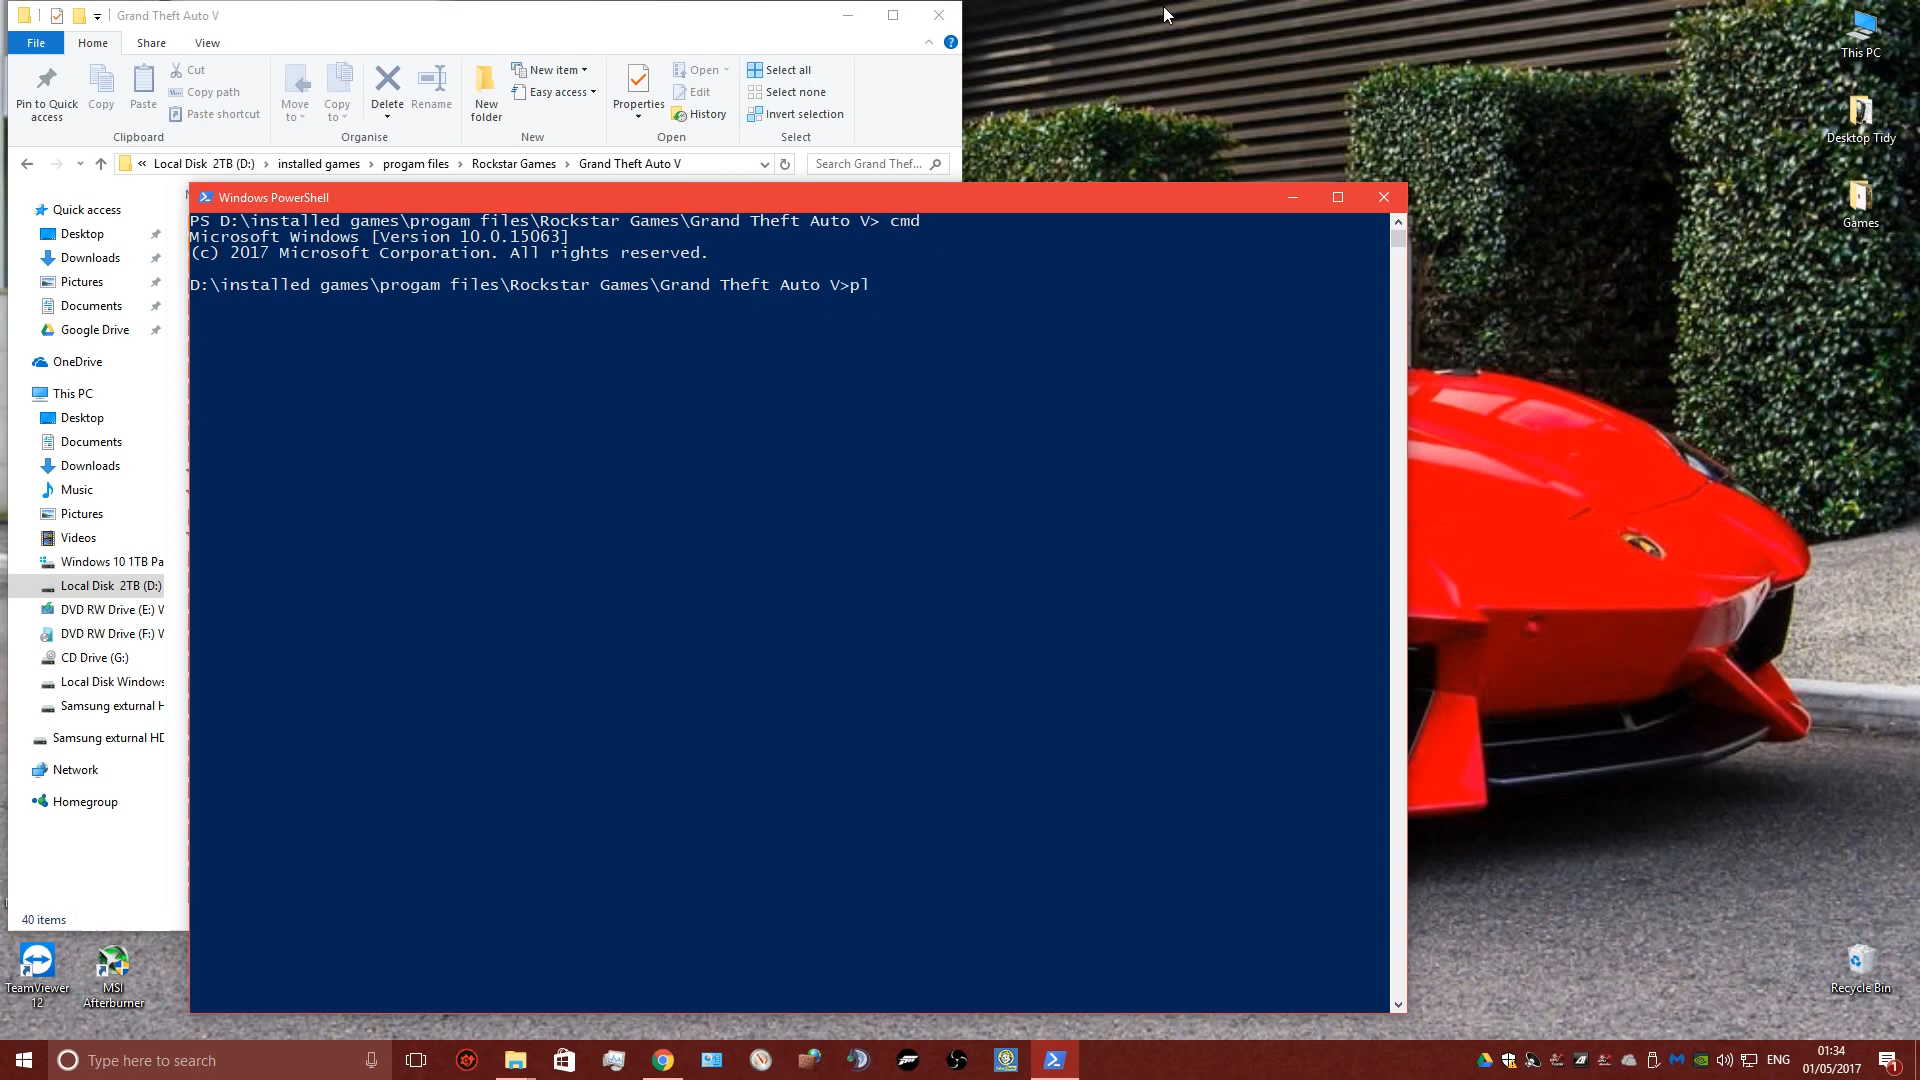 Grand Theft Auto V
File
Home
Share
View
Pin to Quick access
Copy
Paste
Cut
Copy path
Paste shortcut
Clipboard
Move to
Copy to
Delete
Rename
Organise
New folder
New item
Easy access
New
Properties
Open
Edit
History
Open
Select all
Select none
Invert selection
Select
« Local Disk 2TB (D:) > installed games > progam files > Rockstar Games > Grand Theft Auto V
Search Grand Thef...
Quick access
Desktop
Downloads
Pictures
Documents
Google Drive
OneDrive
This PC
Desktop
Documents
Downloads
Music
Pictures
Videos
Windows 10 1TB Pa
Local Disk 2TB (D:)
DVD RW Drive (E:) V
DVD RW Drive (F:) V
CD Drive (G:)
Local Disk Windows
Samsung exturnal H
Samsung exturnal HD
Network
Homegroup
40 items
Windows PowerShell
PS D:\installed games\progam files\Rockstar Games\Grand Theft Auto V> cmd
Microsoft Windows [Version 10.0.15063]
(c) 2017 Microsoft Corporation. All rights reserved.
D:\installed games\progam files\Rockstar Games\Grand Theft Auto V>pl
This PC
Desktop Tidy
Games
Recycle Bin
TeamViewer 12
MSI Afterburner
Type here to search
ENG
01:34
01/05/2017
1